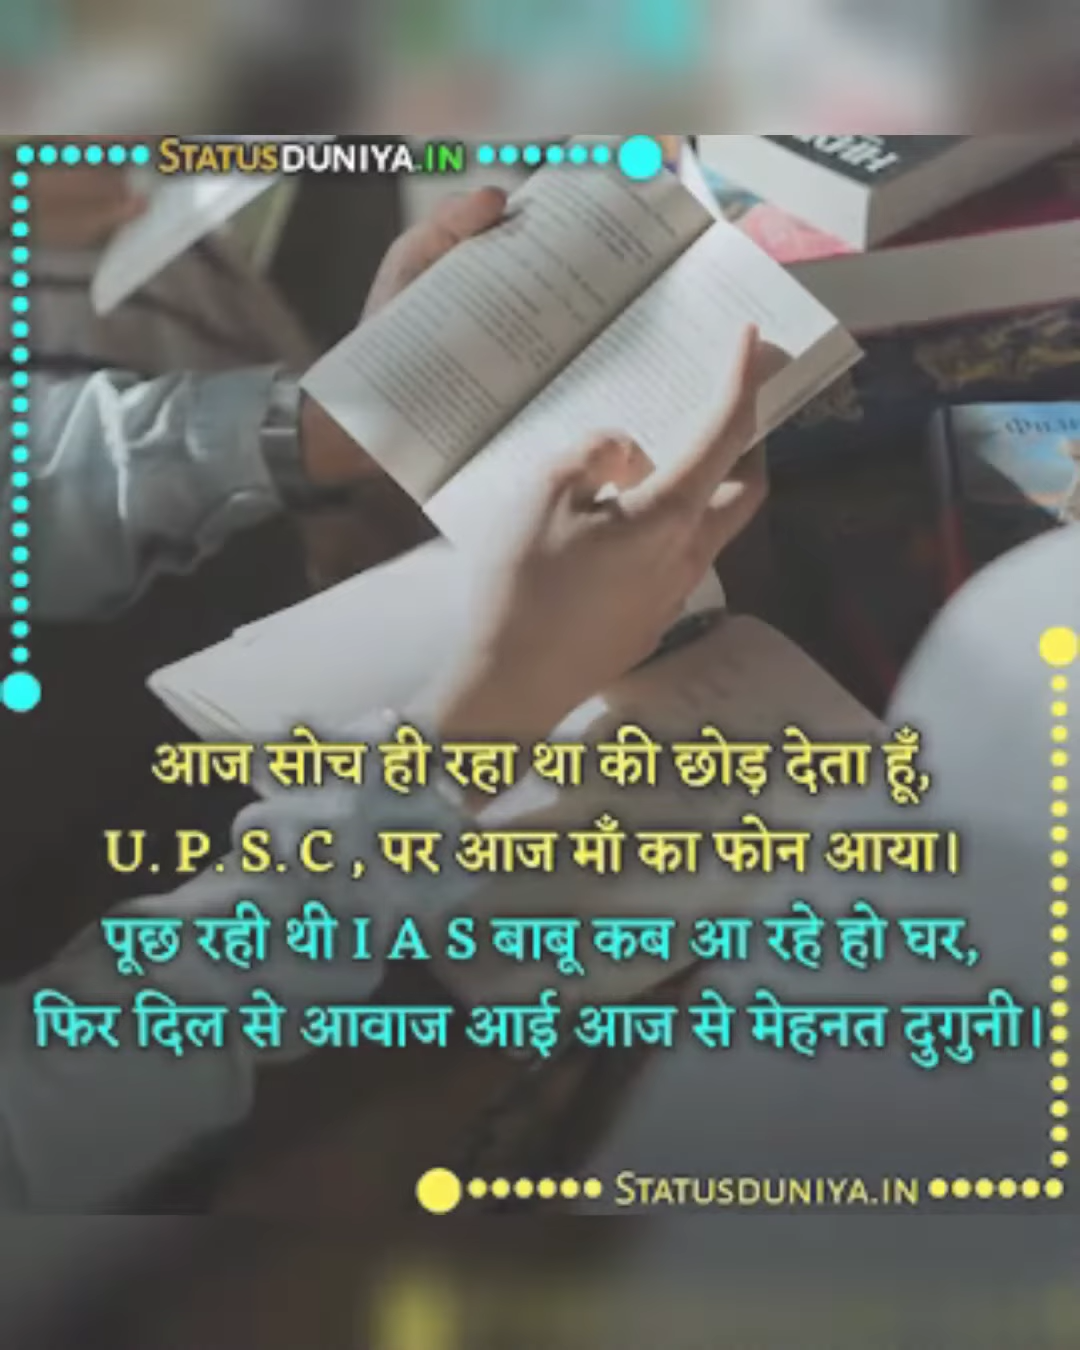 STATUSDUNIYA.IN
आज सोच ही रहा था की छोड़ देता हूँ,
U. P. S. C , पर आज माँ का फोन आया।
पूछ रही थी I A S बाबू कब आ रहे हो घर,
फिर दिल से आवाज आई आज से मेहनत दुगुनी।
STATUSDUNIYA.IN